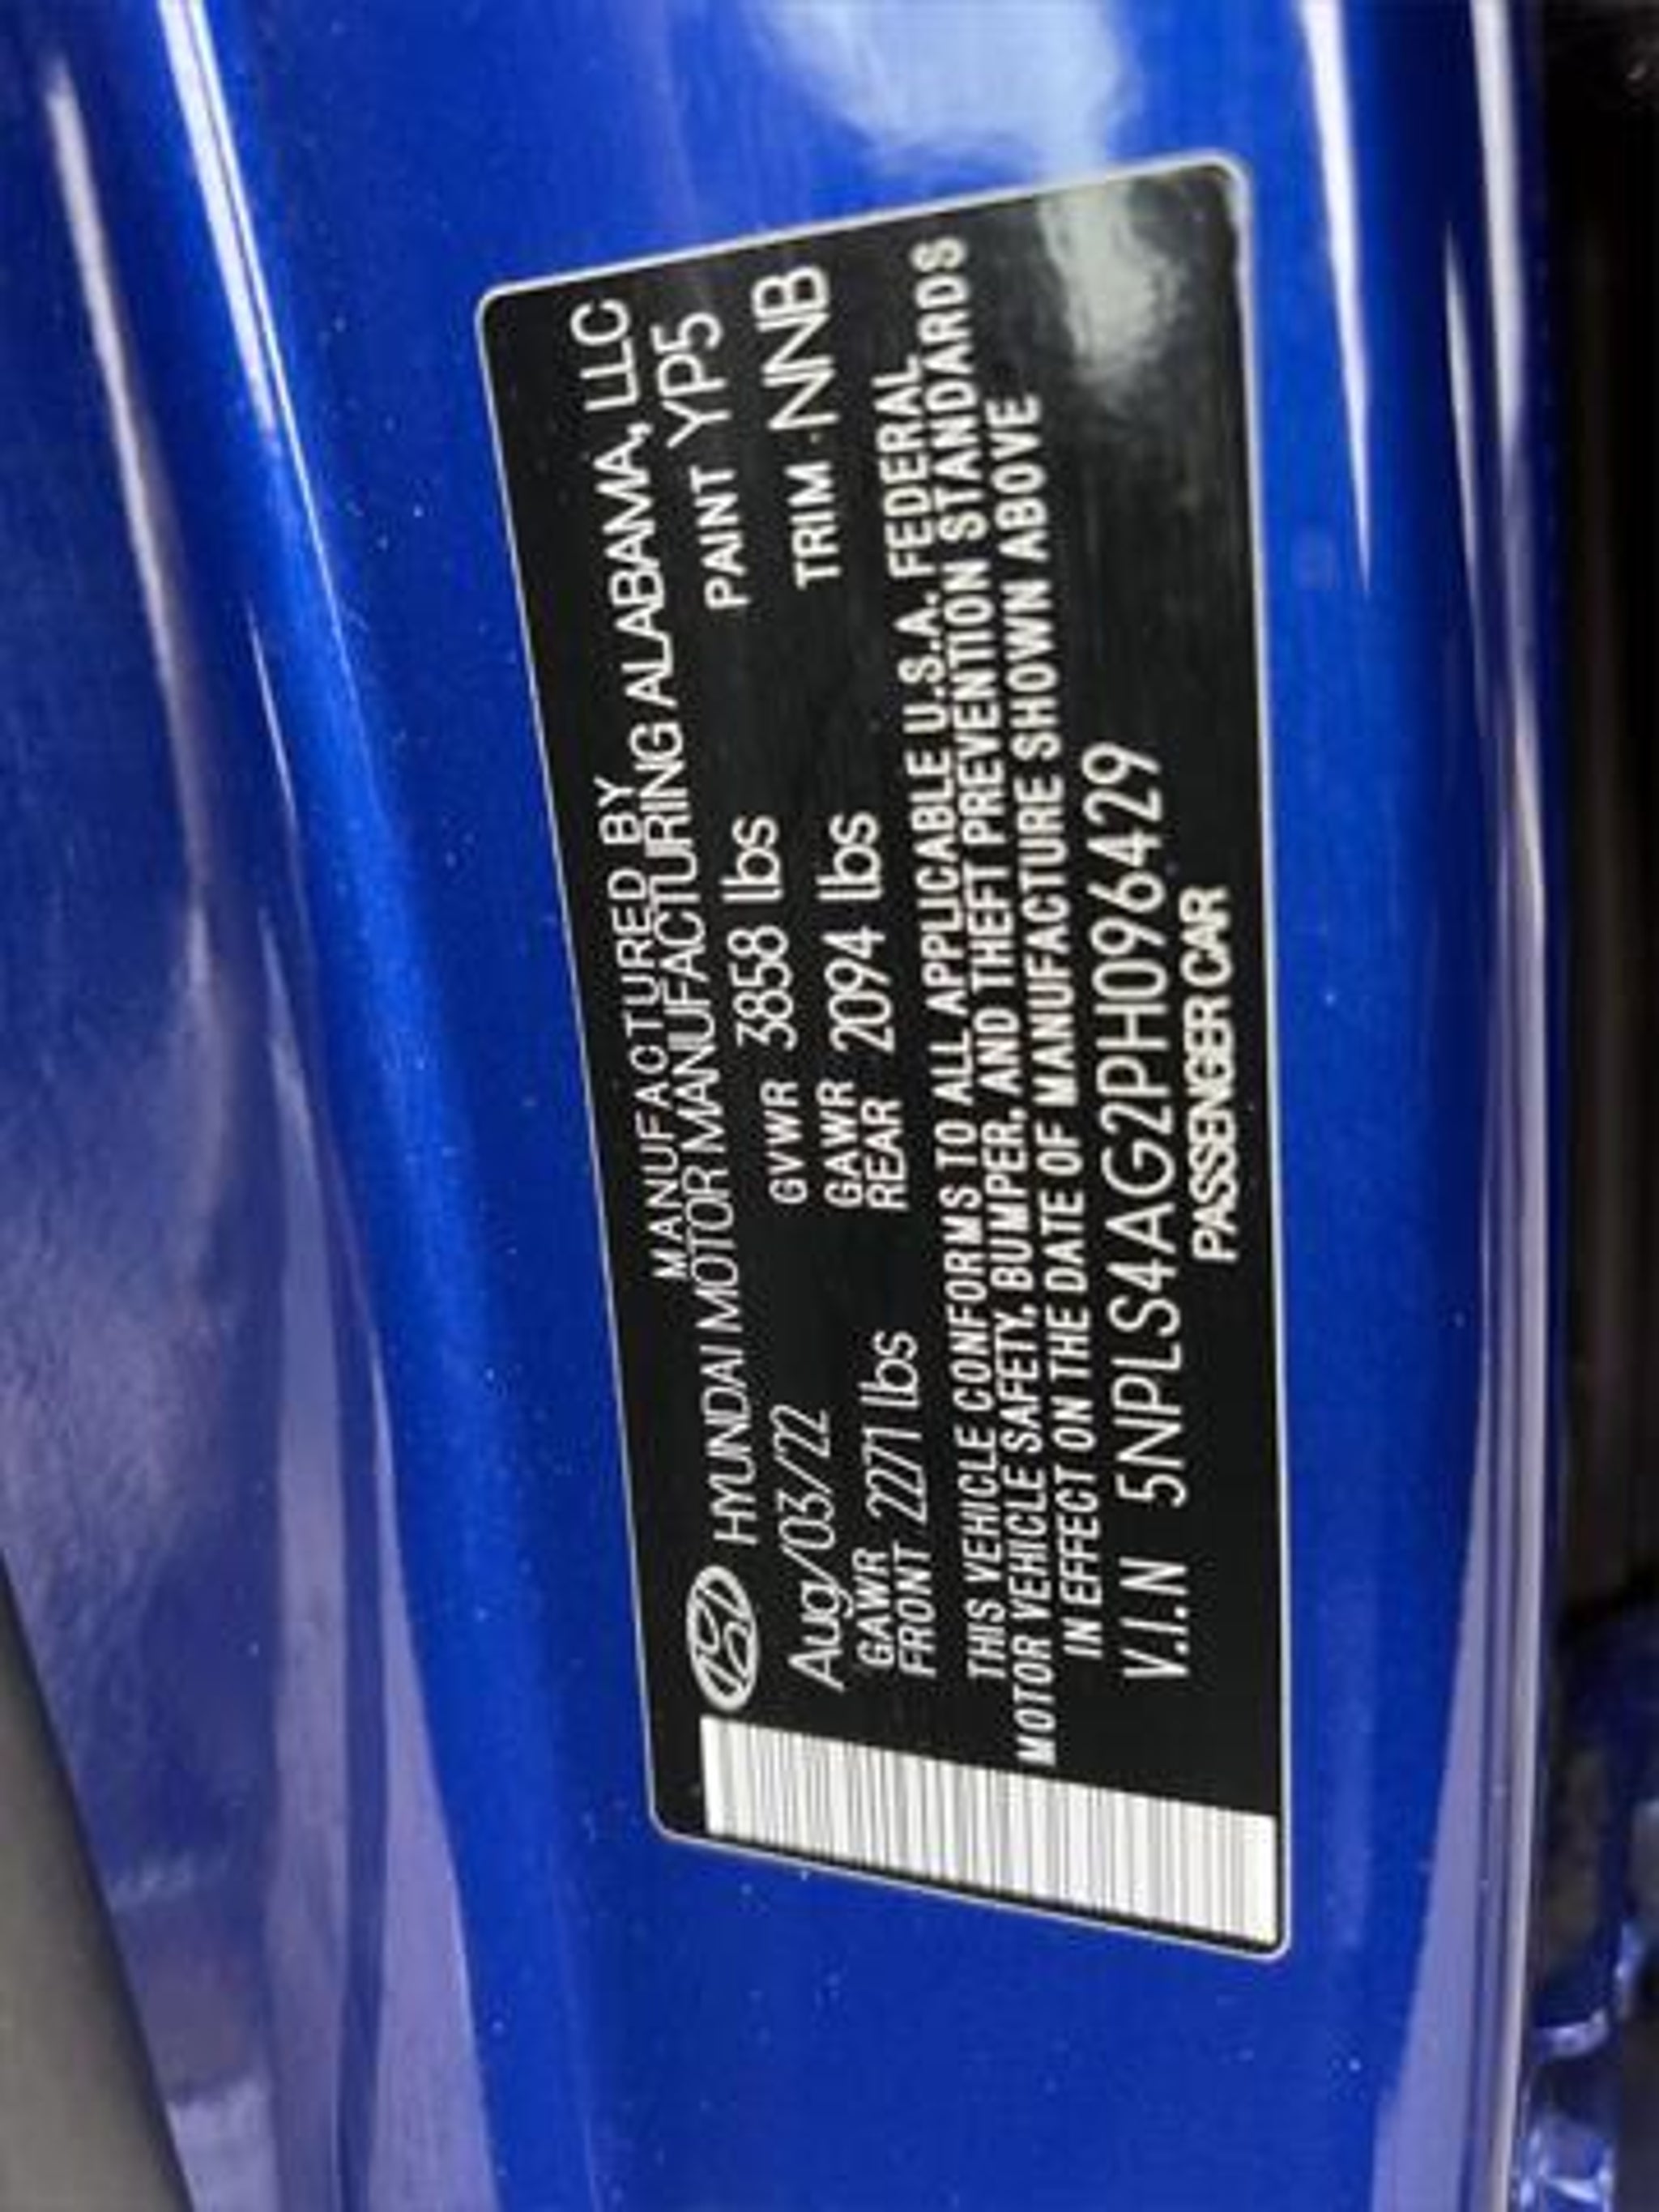 MANUFACTURED BY
HYUNDAI MOTOR MANUFACTURING ALABAMA, LLC
Aug/03/22 GVWR 3858 lbs PAINT YP5
GAWR FRONT 2271 lbs GAWR REAR 2094 lbs TRIM NNB
THIS VEHICLE CONFORMS TO ALL APPLICABLE U.S.A. FEDERAL
MOTOR VEHICLE SAFETY, BUMPER, AND THEFT PREVENTION STANDARDS
IN EFFECT ON THE DATE OF MANUFACTURE SHOWN ABOVE
V.I.N 5NPLS4AG2PH096429
PASSENGER CAR